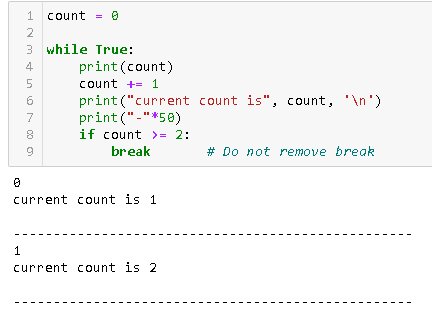 1 count = 0
2
3 while True:
4     print(count)
5     count += 1
6     print("current count is", count, '\n')
7     print("-"*50)
8     if count >= 2:
9         break       # Do not remove break
0
current count is 1
--------------------------------------------------
1
current count is 2
--------------------------------------------------